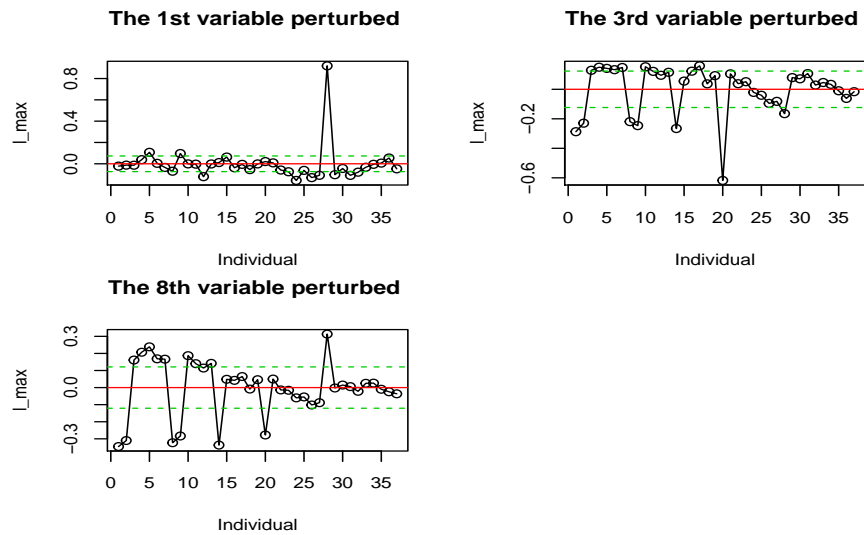 The 1st variable perturbed
l_max
0.8
0.4
0.0
0 5 10 15 20 25 30 35
Individual
The 3rd variable perturbed
l_max
-0.2
-0.6
0 5 10 15 20 25 30 35
Individual
The 8th variable perturbed
l_max
0.3
0.0
-0.3
0 5 10 15 20 25 30 35
Individual